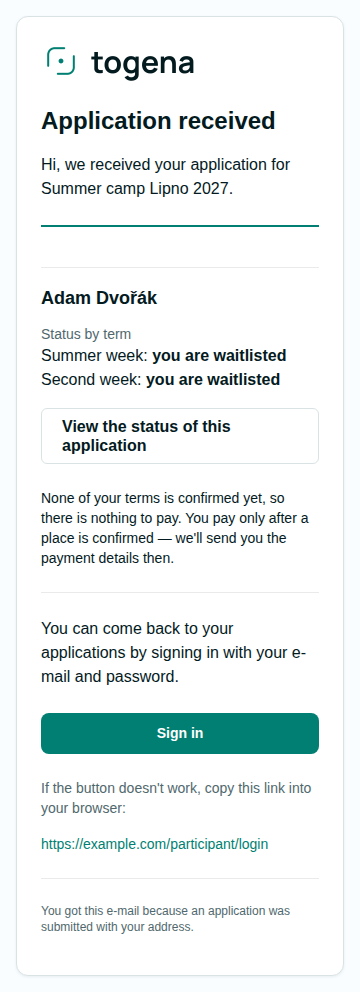 togena
Application received
Hi, we received your application for
Summer camp Lipno 2027.
Adam Dvořák
Status by term
Summer week: you are waitlisted
Second week: you are waitlisted
View the status of this
application
None of your terms is confirmed yet, so
there is nothing to pay. You pay only after a
place is confirmed — we'll send you the
payment details then.
You can come back to your
applications by signing in with your e-
mail and password.
Sign in
If the button doesn't work, copy this link into
your browser:
https://example.com/participant/login
You got this e-mail because an application was
submitted with your address.